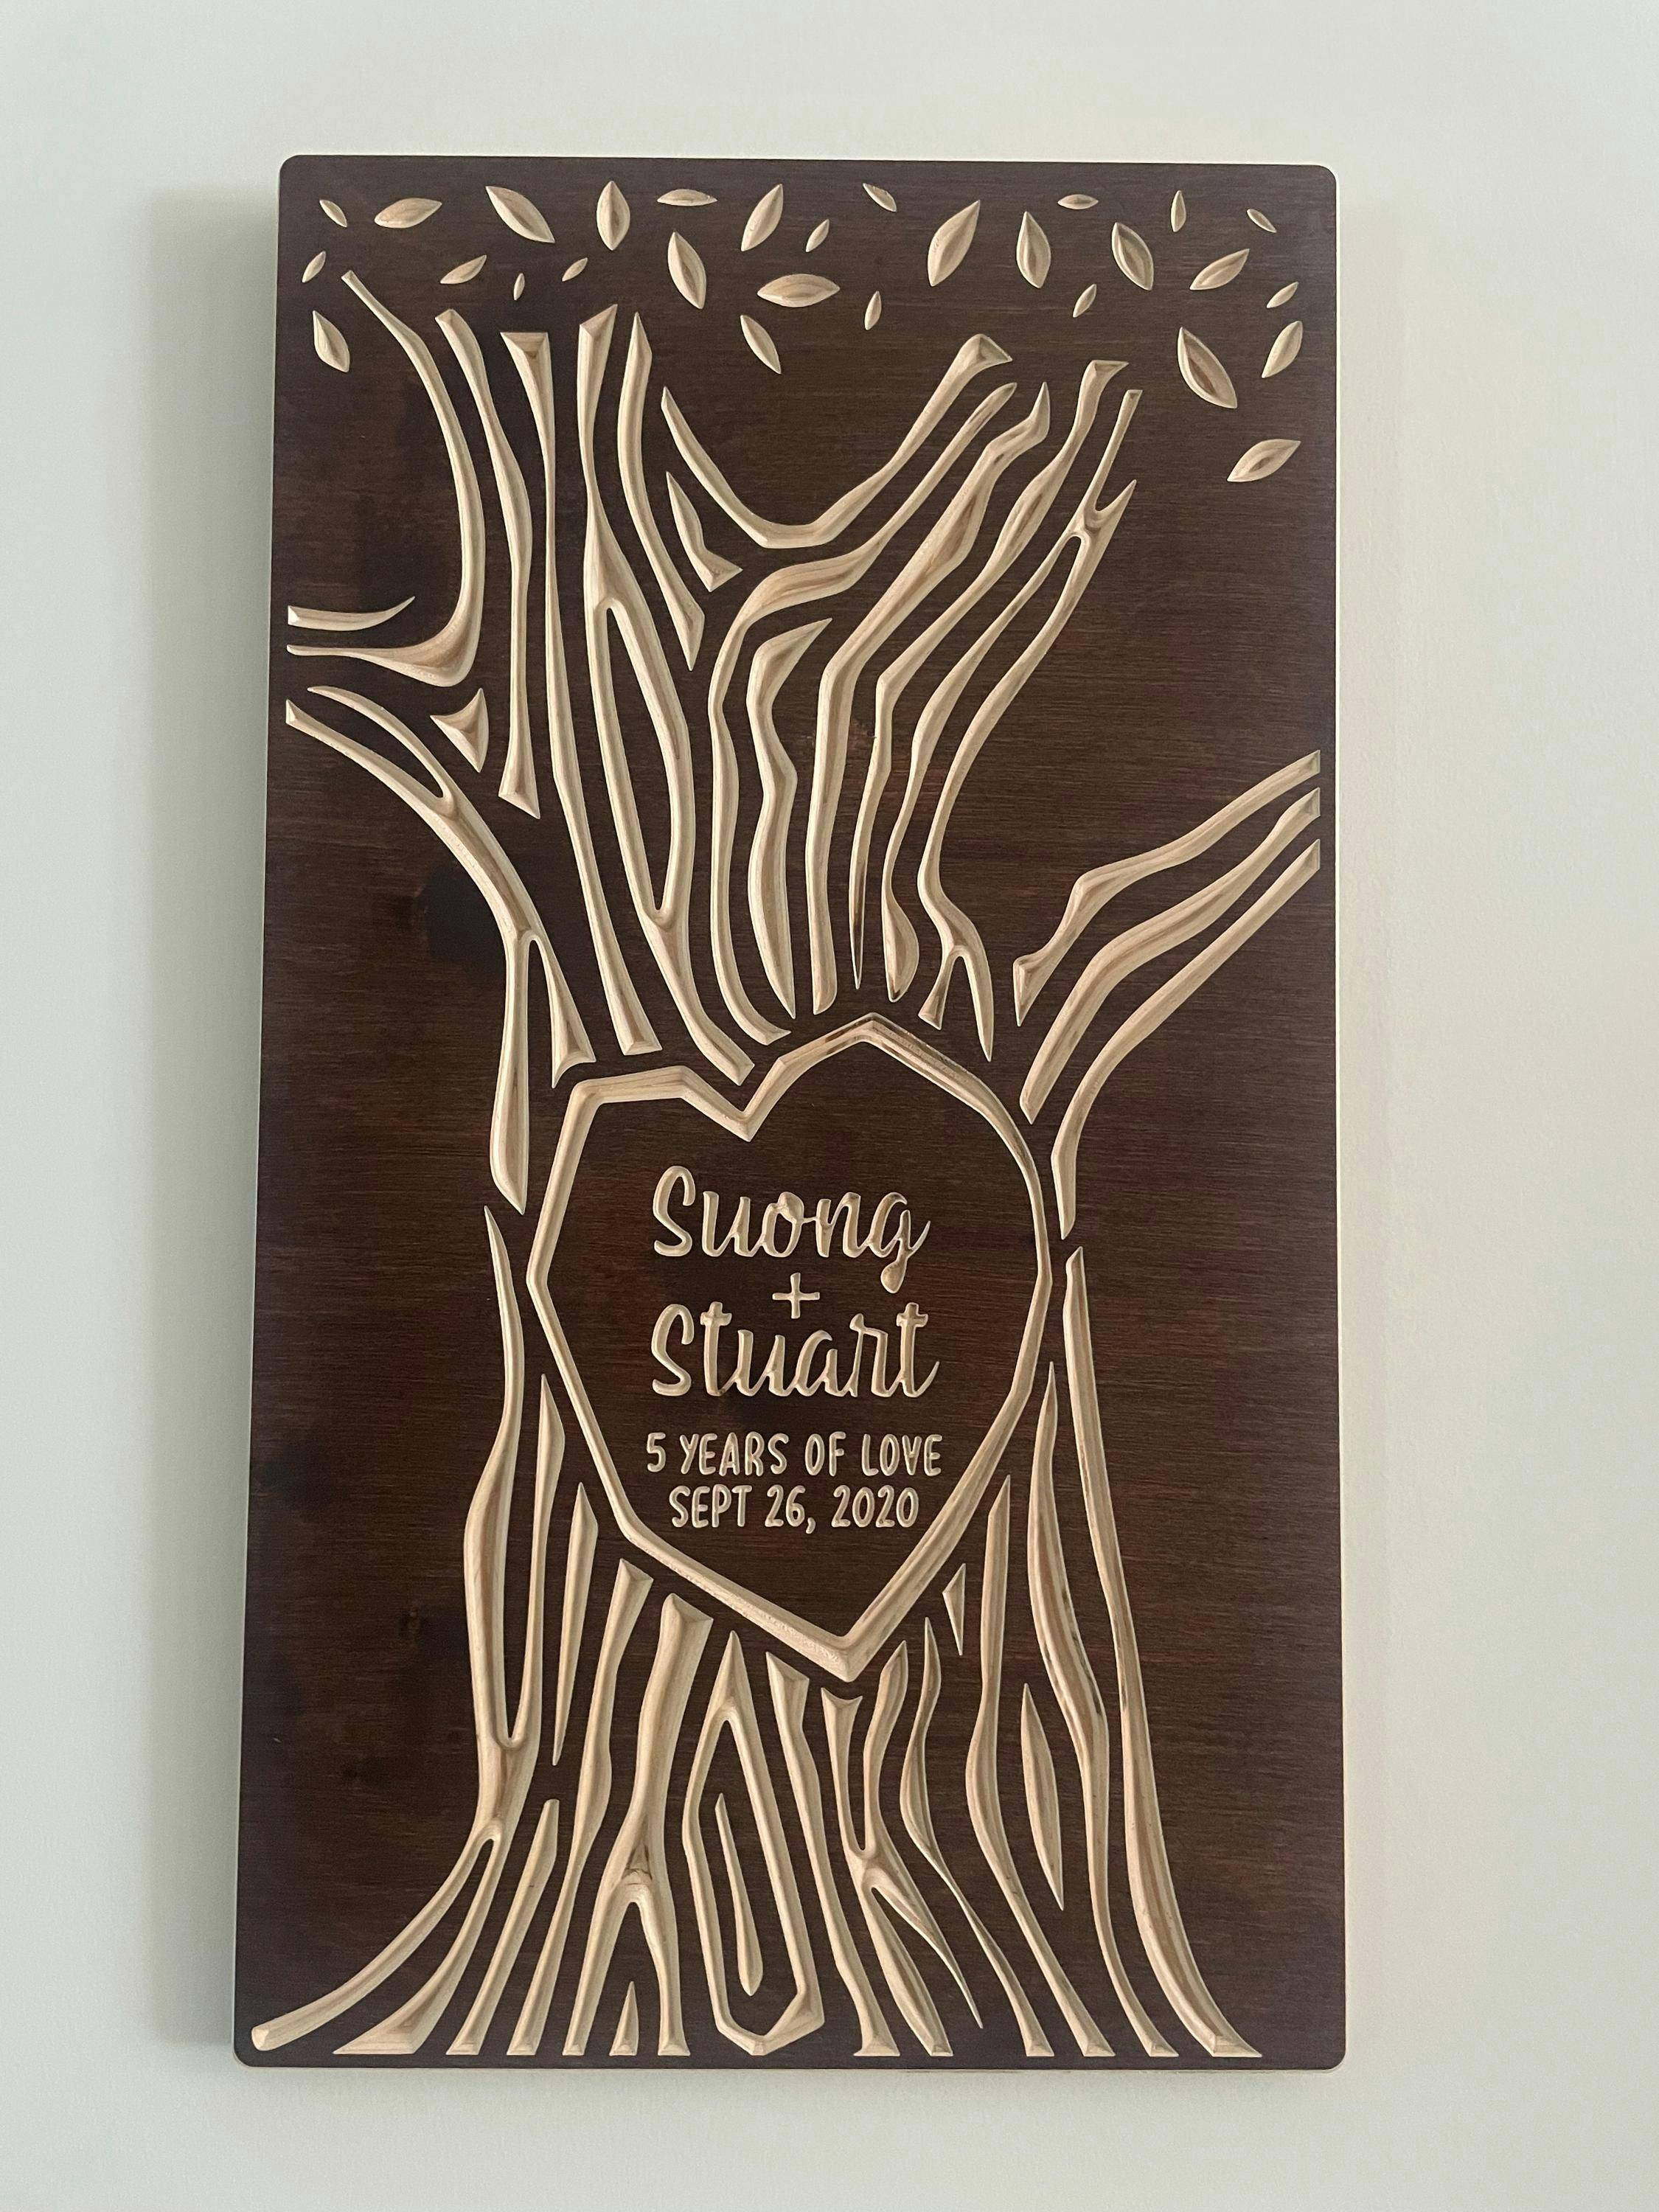 Suong
+
Stuart
5 YEARS OF LOVE
SEPT 26, 2020